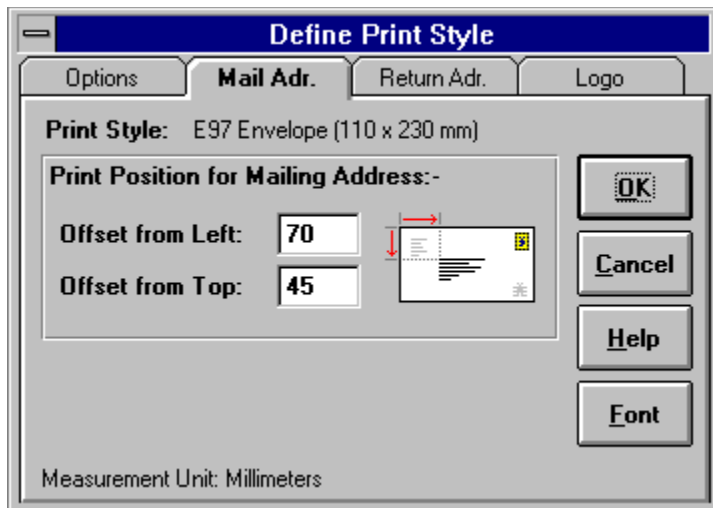 Define Print Style
Options
Mail Adr.
Return Adr.
Logo
Print Style: E97 Envelope (110 x 230 mm)
Print Position for Mailing Address:-
Offset from Left: 70
Offset from Top: 45
OK
Cancel
Help
Font
Measurement Unit: Millimeters